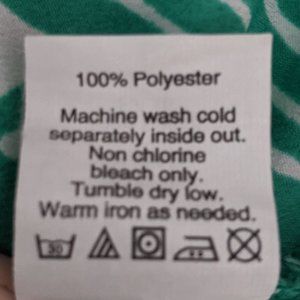 100% Polyester
Machine wash cold
separately inside out.
Non chlorine
bleach only.
Tumble dry low.
Warm iron as needed.
30